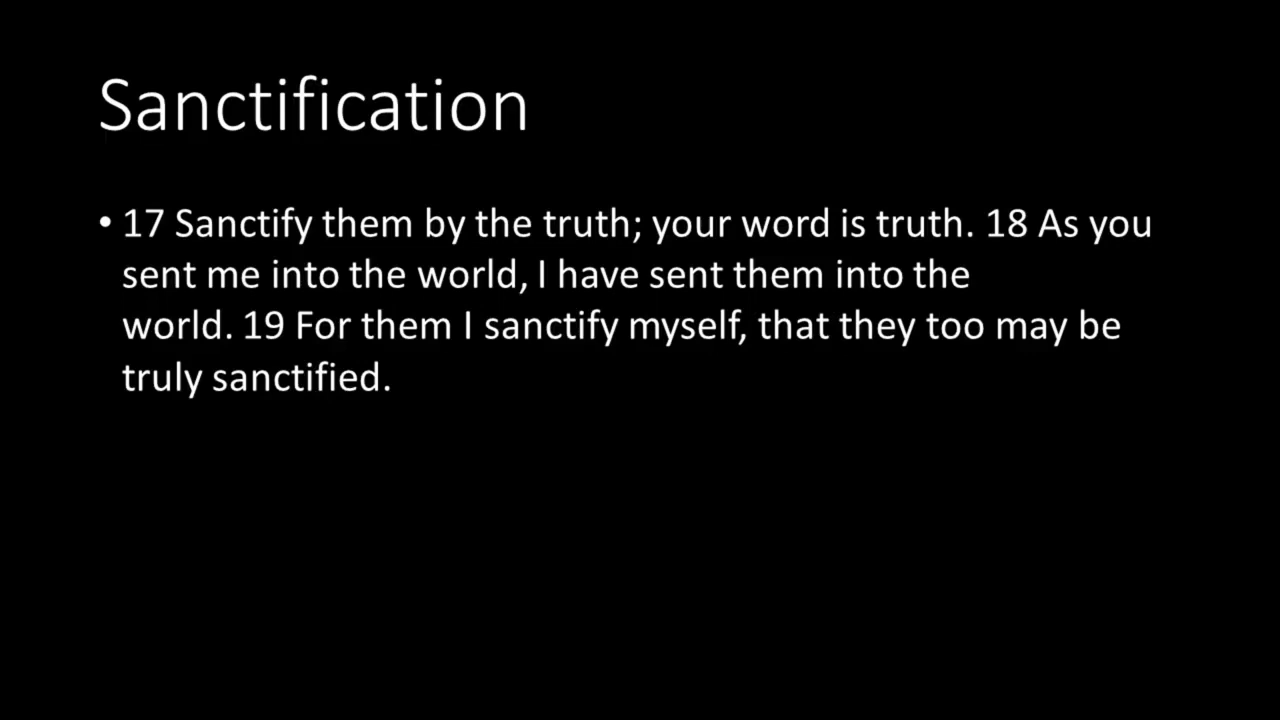 Sanctification
• 17 Sanctify them by the truth; your word is truth. 18 As you
sent me into the world, I have sent them into the
world. 19 For them I sanctify myself, that they too may be
truly sanctified.